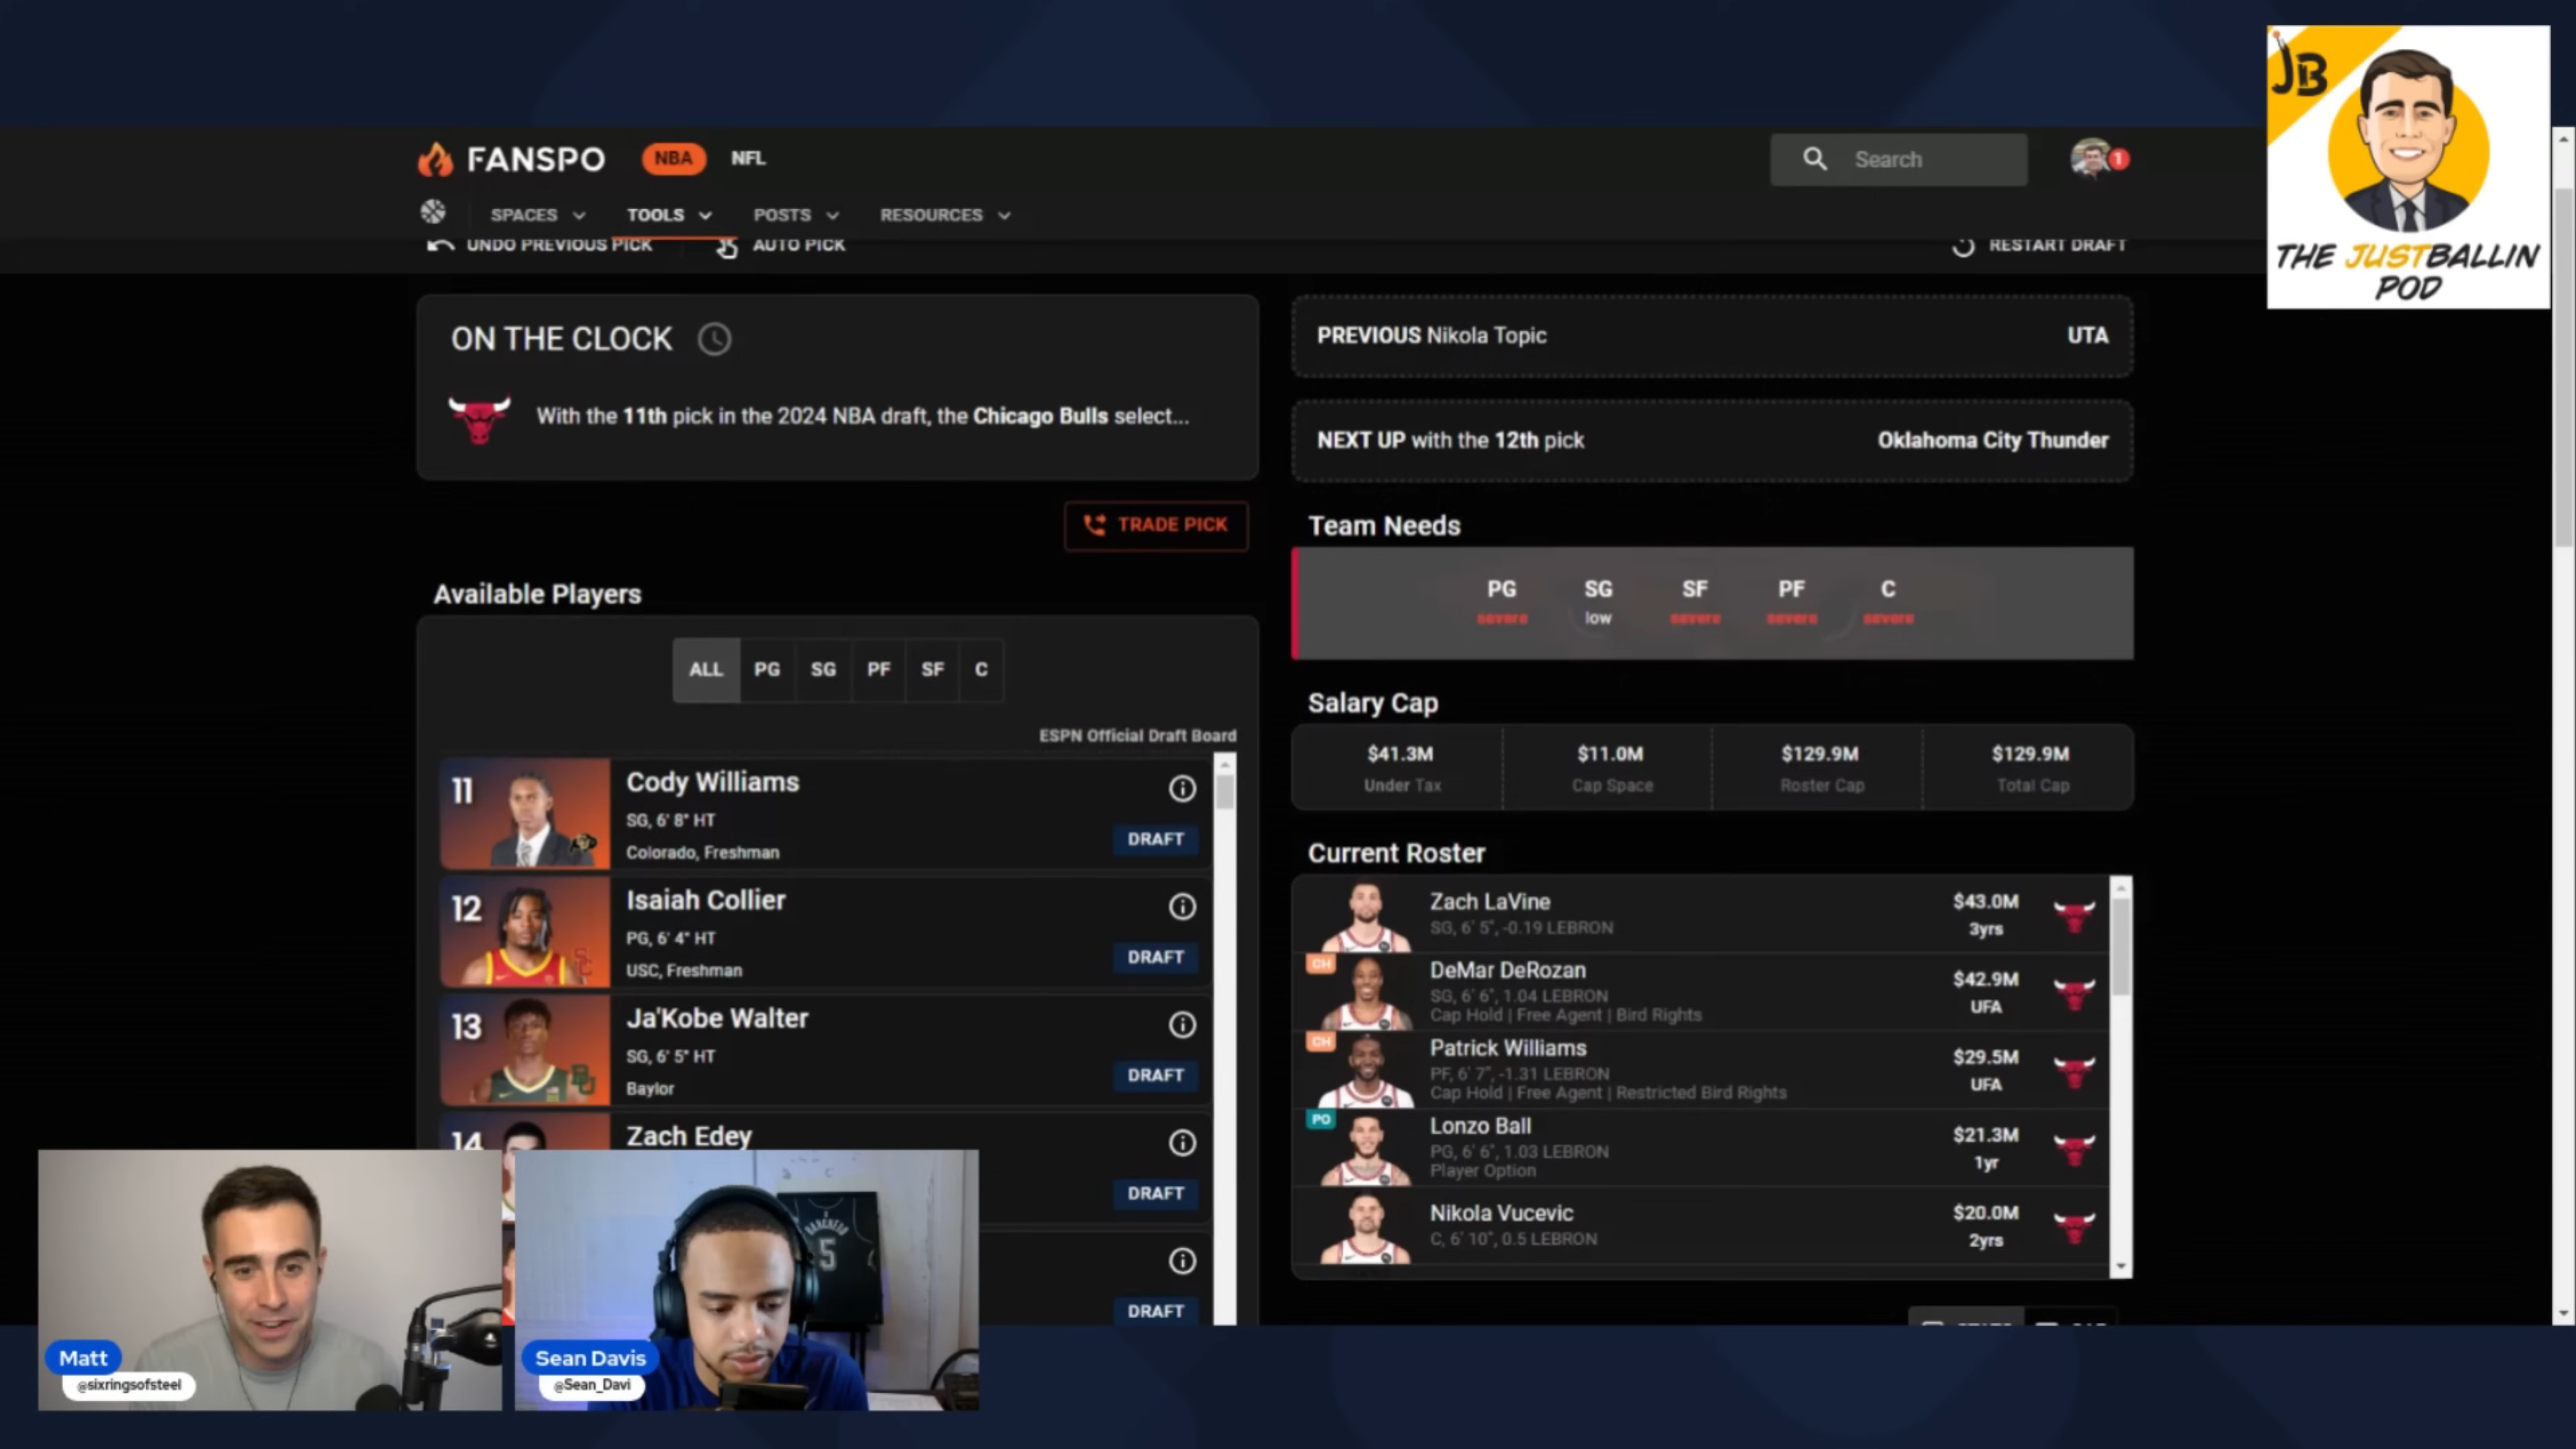 FANSPO
NBA
NFL
Search
1
SPACES
TOOLS
POSTS
RESOURCES
UNDO PREVIOUS PICK
AUTO PICK
RESTART DRAFT
JB
THE JUSTBALLIN
POD
ON THE CLOCK
With the 11th pick in the 2024 NBA draft, the Chicago Bulls select...
PREVIOUS Nikola Topic
UTA
NEXT UP with the 12th pick
Oklahoma City Thunder
TRADE PICK
Team Needs
PG SG SF PF C
severe low severe severe severe
Available Players
ALL PG SG PF SF C
ESPN Official Draft Board
11
Cody Williams
SG, 6' 8" HT
Colorado, Freshman
DRAFT
12
Isaiah Collier
PG, 6' 4" HT
USC, Freshman
DRAFT
13
Ja'Kobe Walter
SG, 6' 5" HT
Baylor
DRAFT
14
Zach Edey
DRAFT
DRAFT
Salary Cap
$41.3M $11.0M $129.9M $129.9M
Under Tax Cap Space Roster Cap Total Cap
Current Roster
Zach LaVine
SG, 6' 5", -0.19 LEBRON
$43.0M
3yrs
CH
DeMar DeRozan
SG, 6' 6", 1.04 LEBRON
Cap Hold | Free Agent | Bird Rights
$42.9M
UFA
CH
Patrick Williams
PF, 6' 7", -1.31 LEBRON
Cap Hold | Free Agent | Restricted Bird Rights
$29.5M
UFA
PO
Lonzo Ball
PG, 6' 6", 1.03 LEBRON
Player Option
$21.3M
1yr
Nikola Vucevic
C, 6' 10", 0.5 LEBRON
$20.0M
2yrs
Matt
@sixringsofsteel
5
Sean Davis
@Sean_Davi